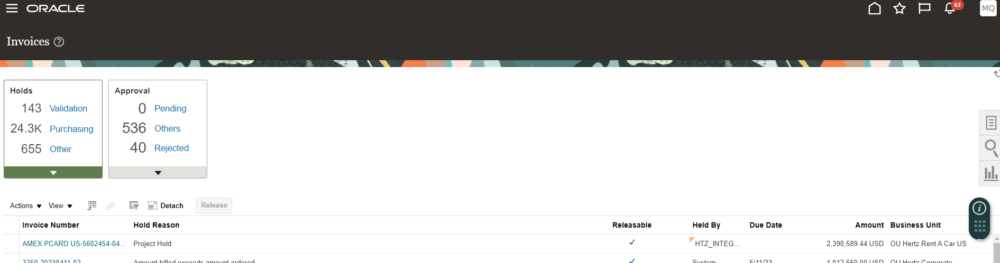 ORACLE
63
MQ
Invoices ?
Holds
143 Validation
24.3K Purchasing
655 Other
Approval
0 Pending
536 Others
40 Rejected
Actions View Detach Release
Invoice Number Hold Reason Releasable Held By Due Date Amount Business Unit
AMEX PCARD US-5602454-04... Project Hold HTZ_INTEG... 2,390,589.44 USD OU Hertz Rent A Car US
3250-20230411-02 Amount billed exceeds amount ordered System 5/11/23 1,012,650.00 USD OU Hertz Corporate